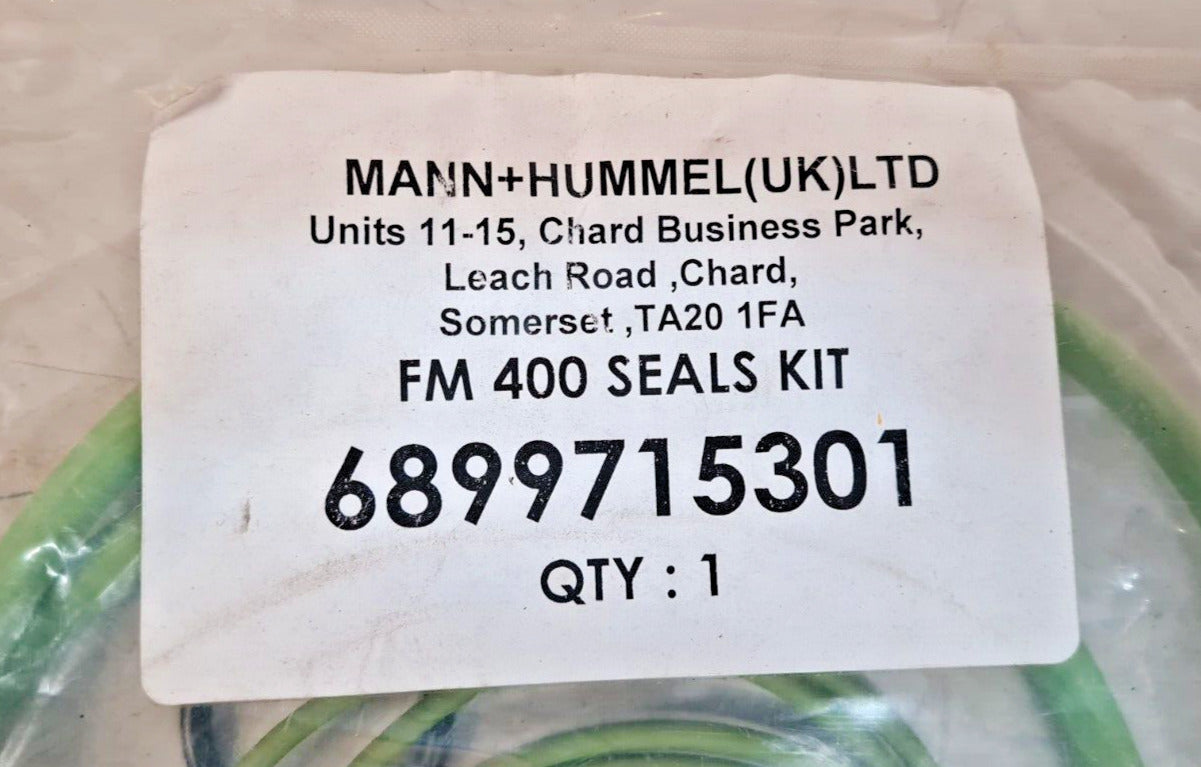 MANN+HUMMEL(UK)LTD
Units 11-15, Chard Business Park,
Leach Road ,Chard,
Somerset ,TA20 1FA
FM 400 SEALS KIT
6899715301
QTY : 1